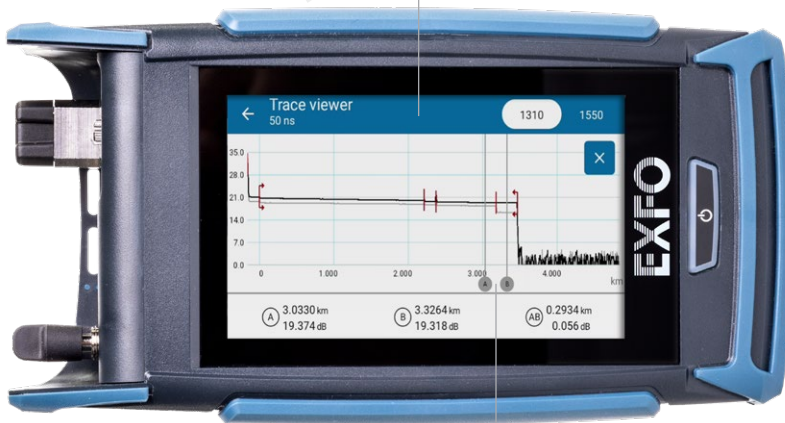 Trace viewer
50 ns
1310
1550
35.0
28.0
21.0
14.0
7.0
0.0
0
1.000
2.000
3.000
4.000
km
A
B
A
3.0330 km
19.374 dB
B
3.3264 km
19.318 dB
AB
0.2934 km
0.056 dB
EXFO